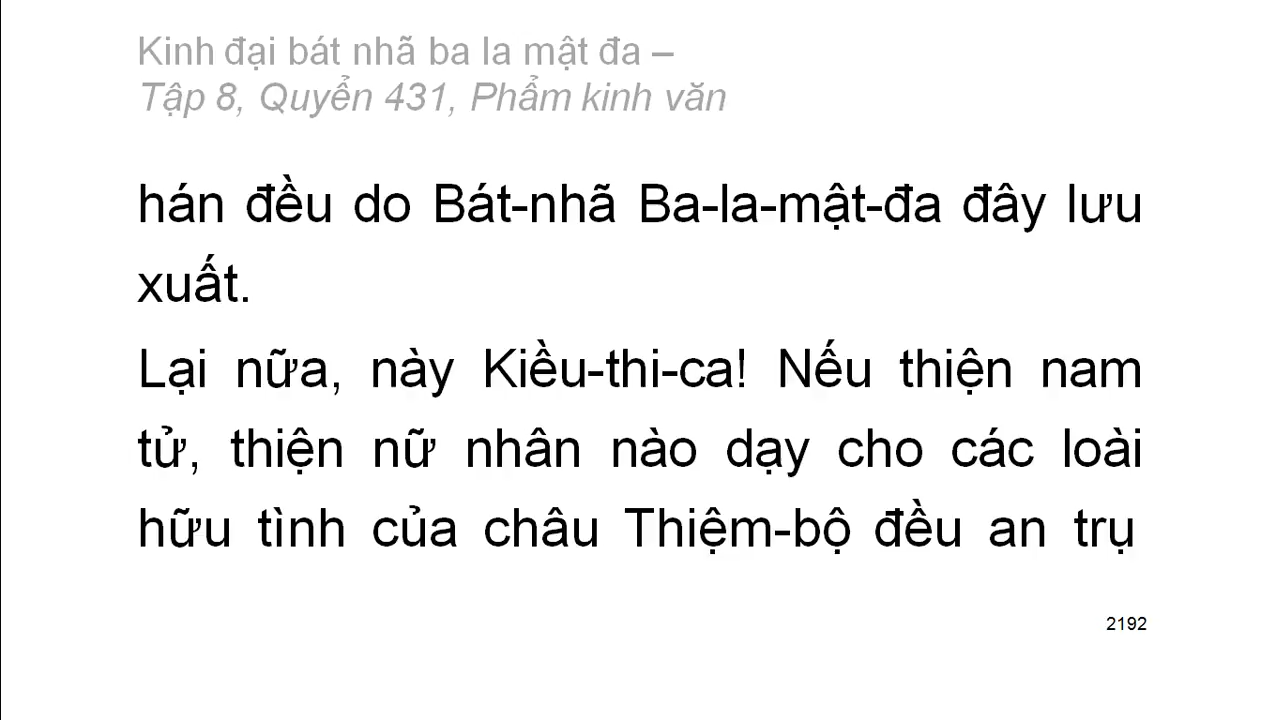 Kinh đại bát nhã ba la mật đa –
Tập 8, Quyển 431, Phẩm kinh văn
hán đều do Bát-nhã Ba-la-mật-đa đây lưu
xuất.
Lại nữa, này Kiều-thi-ca! Nếu thiện nam
tử, thiện nữ nhân nào dạy cho các loài
hữu tình của châu Thiệm-bộ đều an trụ
2192